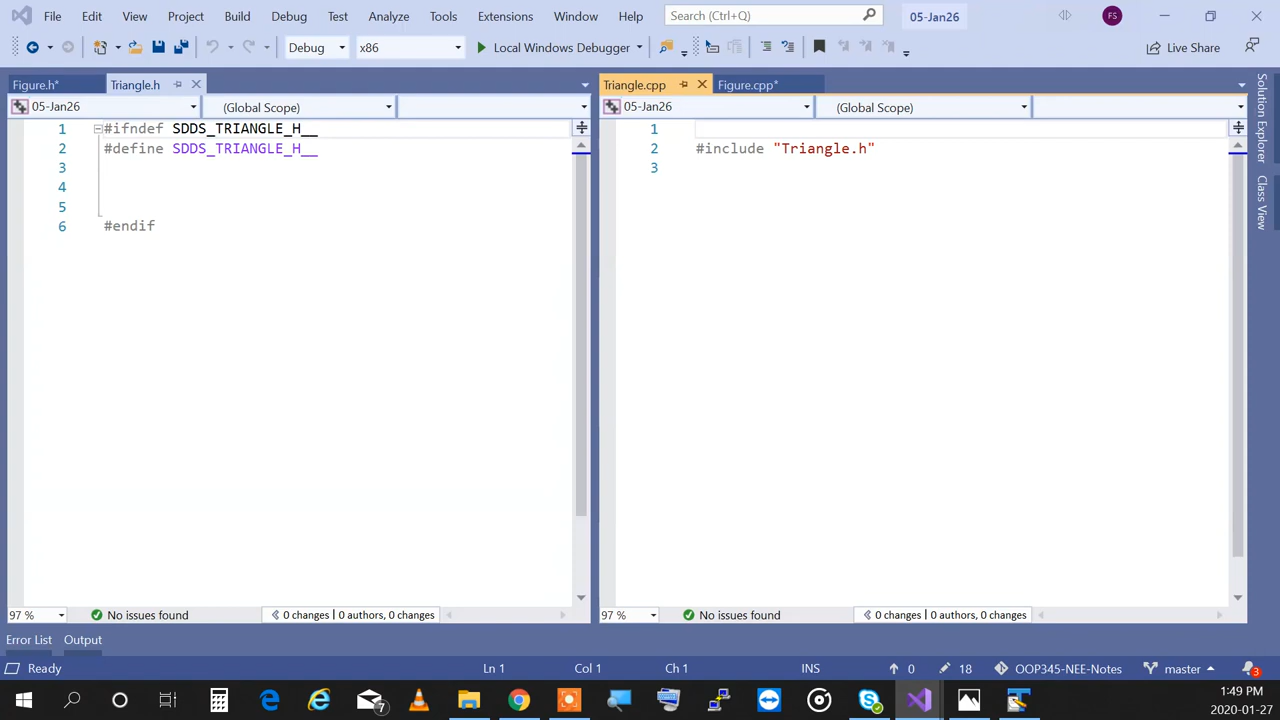 File Edit View Project Build Debug Test Analyze Tools Extensions Window Help Search (Ctrl+Q) 05-Jan26 FS
Debug x86 Local Windows Debugger Live Share
Figure.h* Triangle.h Triangle.cpp Figure.cpp*
05-Jan26 (Global Scope) 05-Jan26 (Global Scope)
1 #ifndef SDDS_TRIANGLE_H__
2 #define SDDS_TRIANGLE_H__
3
4
5
6 #endif
1
2 #include "Triangle.h"
3
Solution Explorer
Class View
97 % No issues found 0 changes | 0 authors, 0 changes
97 % No issues found 0 changes | 0 authors, 0 changes
Error List Output
Ready Ln 1 Col 1 Ch 1 INS 0 18 OOP345-NEE-Notes master 3
7
1:49 PM
2020-01-27